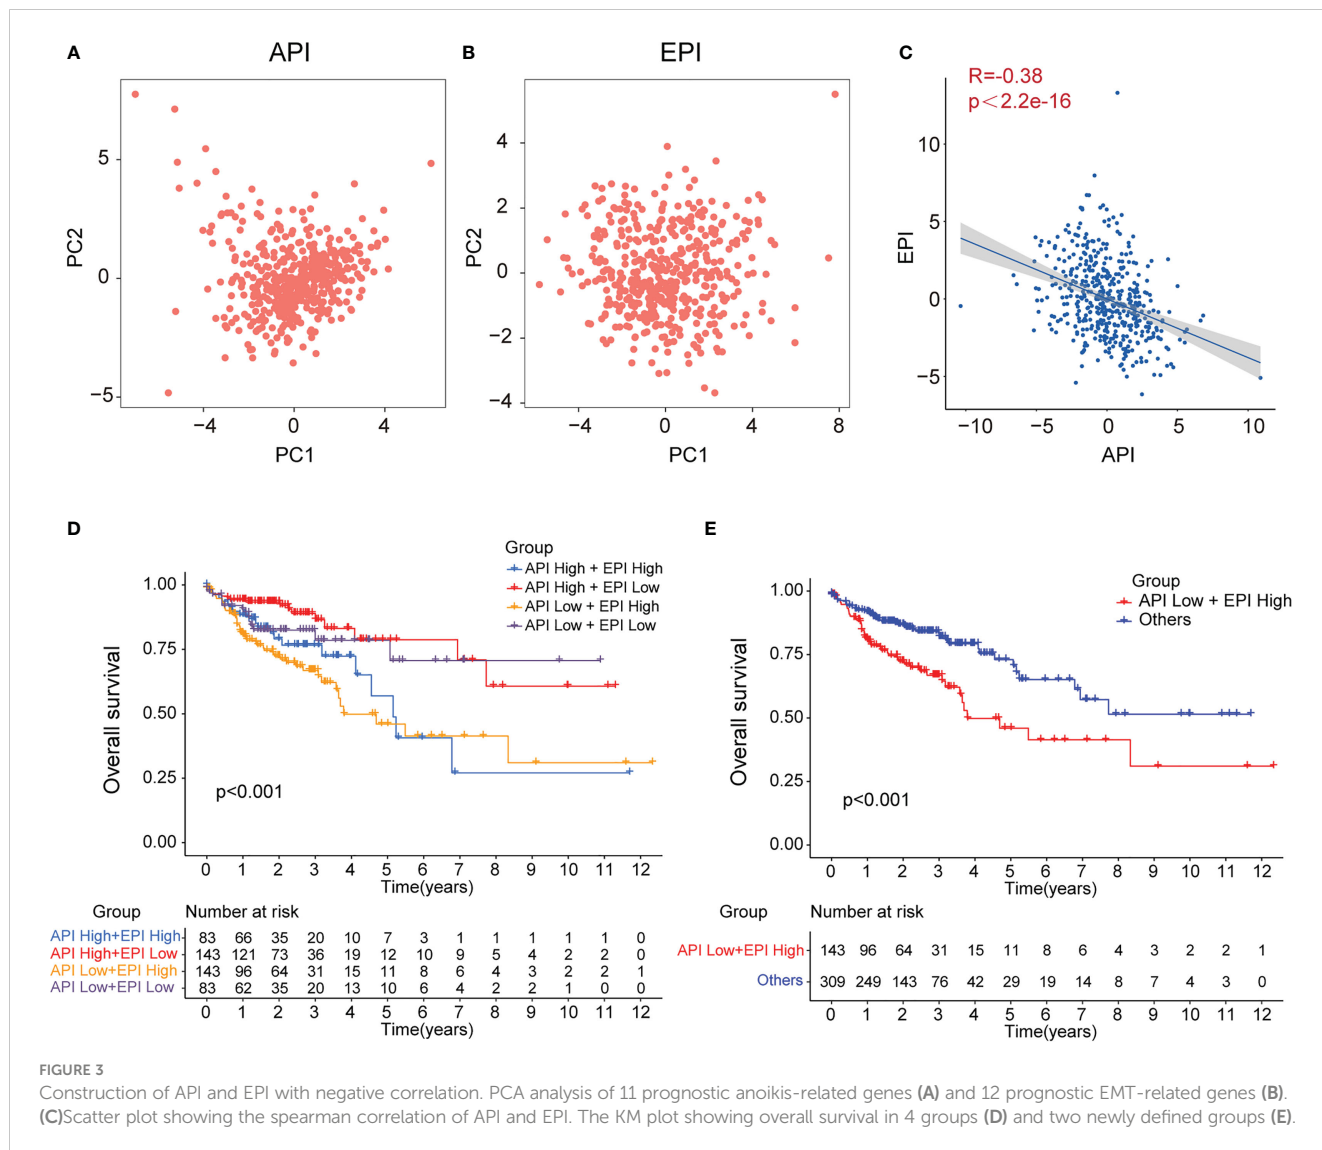 A
API
PC2
5
0
−5
−4
0
4
PC1
B
EPI
PC2
4
2
0
−2
−4
−4
0
4
8
PC1
C
R=-0.38
p<2.2e-16
EPI
10
5
0
−5
−10
−5
0
5
10
API
D
Group
API High + EPI High
API High + EPI Low
API Low + EPI High
API Low + EPI Low
Overall survival
1.00
0.75
0.50
0.25
0.00
p<0.001
0 1 2 3 4 5 6 7 8 9 10 11 12
Time(years)
Group Number at risk
API High+EPI High 83 66 35 20 10 7 3 1 1 1 1 1 0
API High+EPI Low 143 121 73 36 19 12 10 9 5 4 2 2 0
API Low+EPI High 143 96 64 31 15 11 8 6 4 3 2 2 1
API Low+EPI Low 83 62 35 20 13 10 6 4 2 2 1 0 0
0 1 2 3 4 5 6 7 8 9 10 11 12
Time(years)
E
Group
API Low + EPI High
Others
Overall survival
1.00
0.75
0.50
0.25
0.00
p<0.001
0 1 2 3 4 5 6 7 8 9 10 11 12
Time(years)
Group Number at risk
API Low+EPI High 143 96 64 31 15 11 8 6 4 3 2 2 1
Others 309 249 143 76 42 29 19 14 8 7 4 3 0
0 1 2 3 4 5 6 7 8 9 10 11 12
Time(years)
FIGURE 3
Construction of API and EPI with negative correlation. PCA analysis of 11 prognostic anoikis-related genes (A) and 12 prognostic EMT-related genes (B).
(C)Scatter plot showing the spearman correlation of API and EPI. The KM plot showing overall survival in 4 groups (D) and two newly defined groups (E).